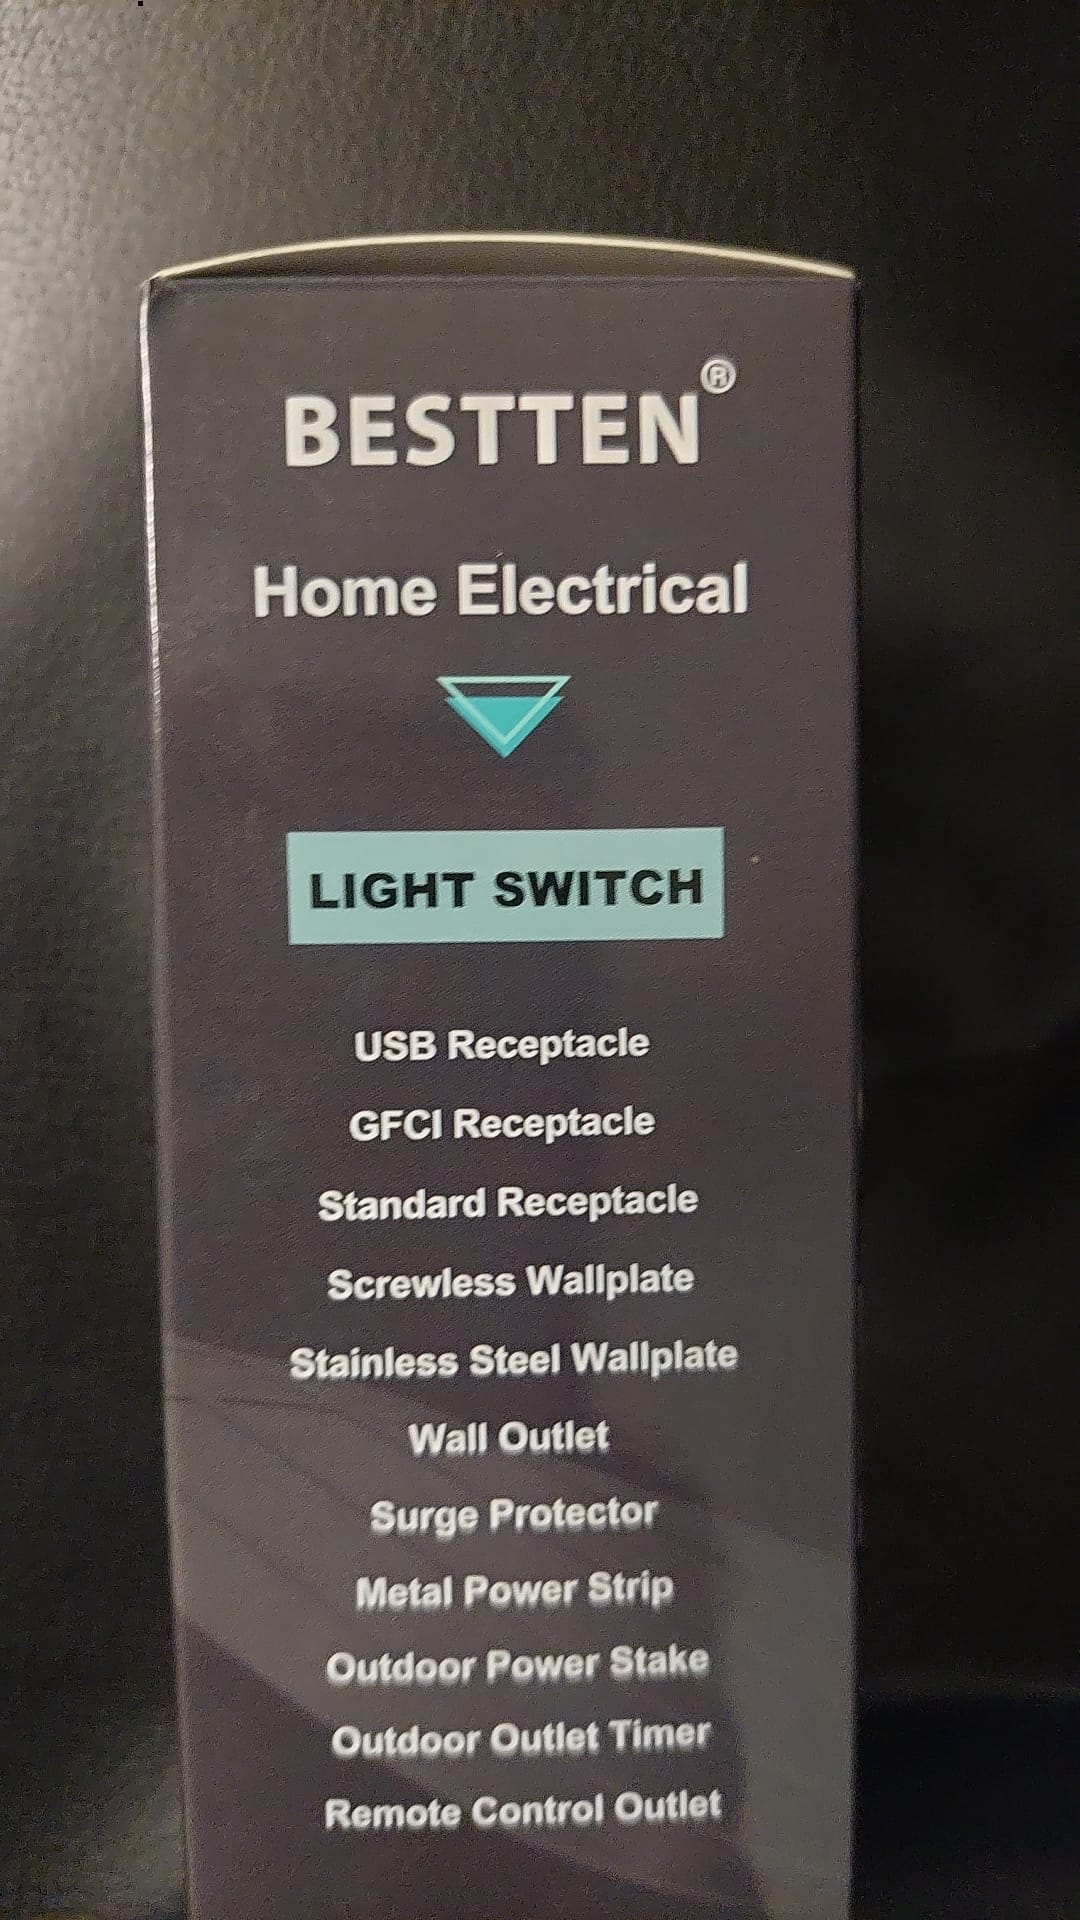 BESTTEN®
Home Electrical
LIGHT SWITCH
USB Receptacle
GFCI Receptacle
Standard Receptacle
Screwless Wallplate
Stainless Steel Wallplate
Wall Outlet
Surge Protector
Metal Power Strip
Outdoor Power Stake
Outdoor Outlet Timer
Remote Control Outlet